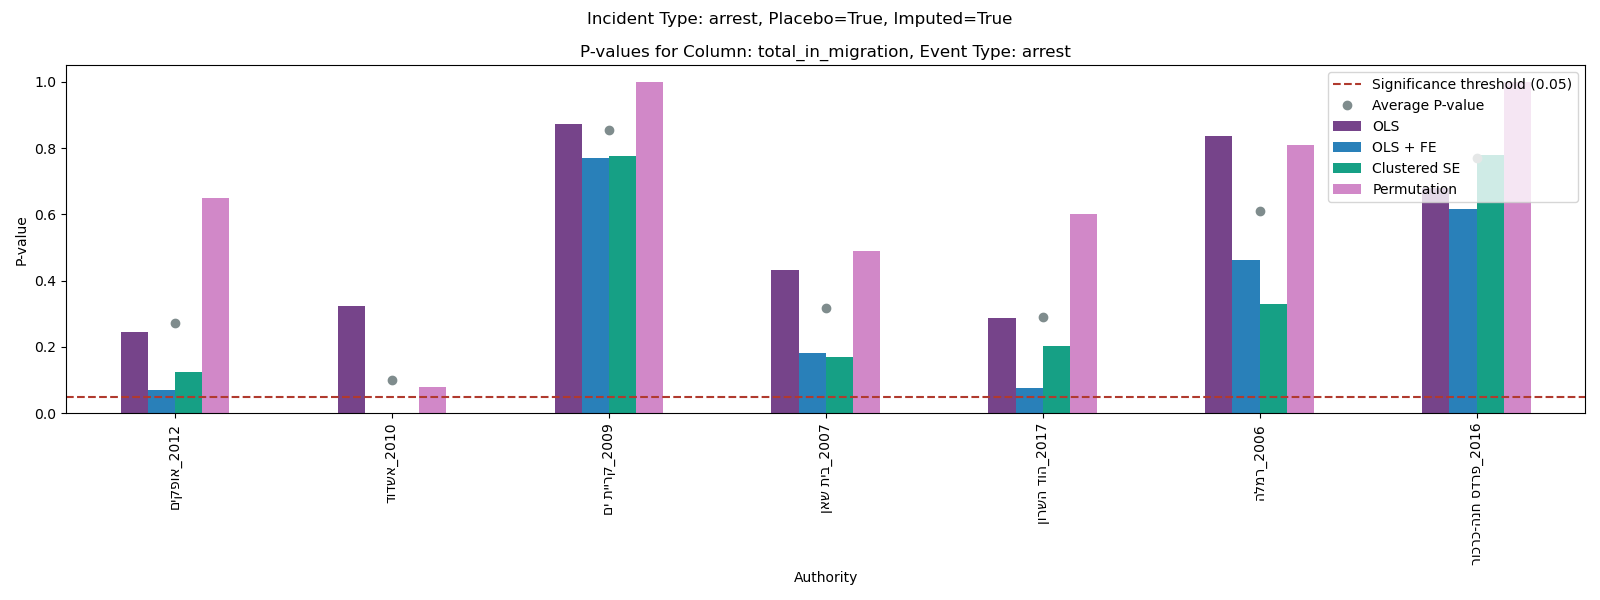 Incident Type: arrest, Placebo=True, Imputed=True
P-values for Column: total_in_migration, Event Type: arrest
Significance threshold (0.05)
Average P-value
OLS
OLS + FE
Clustered SE
Permutation
P-value
1.0
0.8
0.6
0.4
0.2
0.0
אופקים_2012
אשדוד_2010
קריית ים_2009
בית שאן_2007
הוד השרון_2017
רמלה_2006
פרדס חנה-כרכור_2016
Authority